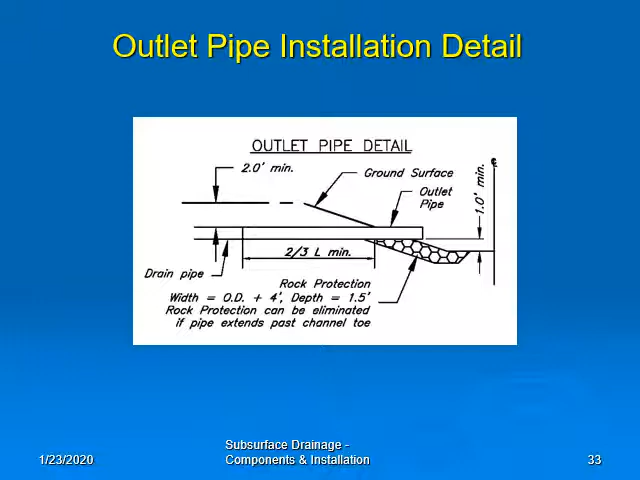 Outlet Pipe Installation Detail
OUTLET PIPE DETAIL
2.0' min.
Ground Surface
Outlet
Pipe
1.0' min.
℄
2/3 L min.
Drain pipe
Rock Protection
Width = O.D. + 4', Depth = 1.5'
Rock Protection can be eliminated
if pipe extends past channel toe
1/23/2020
Subsurface Drainage -
Components & Installation
33